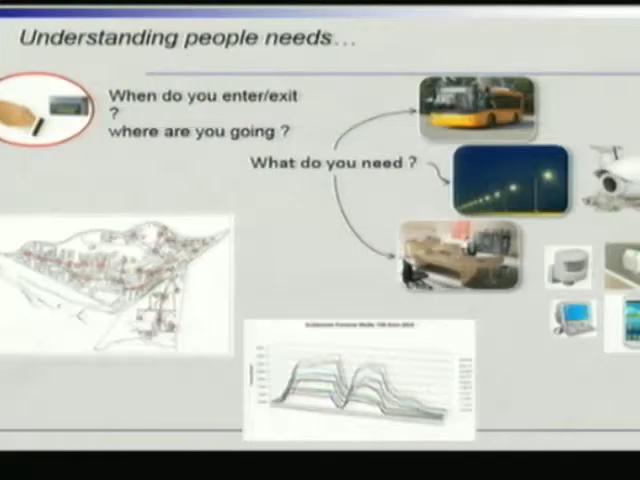 Understanding people needs...
When do you enter/exit
?
where are you going ?
What do you need ?